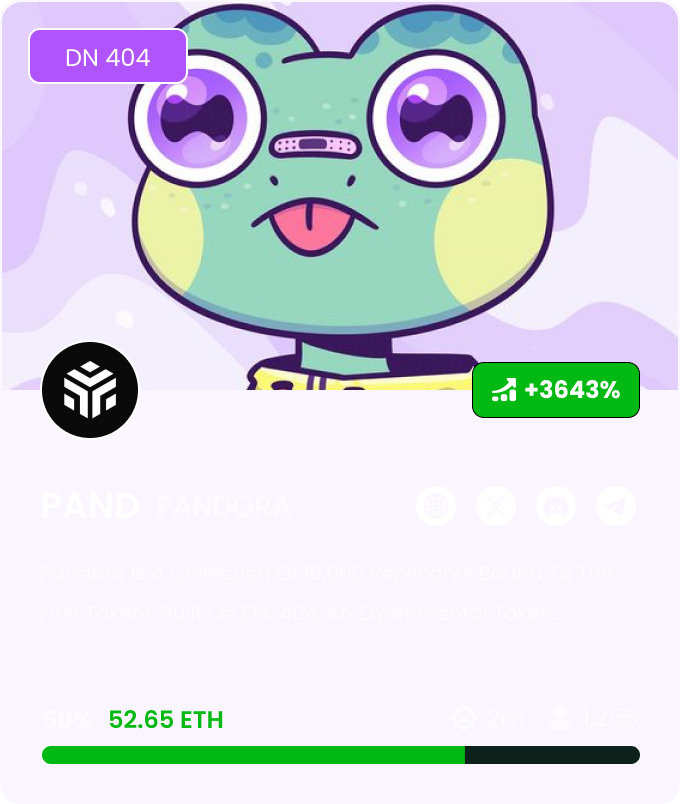 DN 404
+3643%
PAND PANDORA
Pandora Is A Collection Of 10,000 Replicants Bound To The
First Tokens Built On ERC404, An Experimental Token..
60% 52.65 ETH 2m 1,255